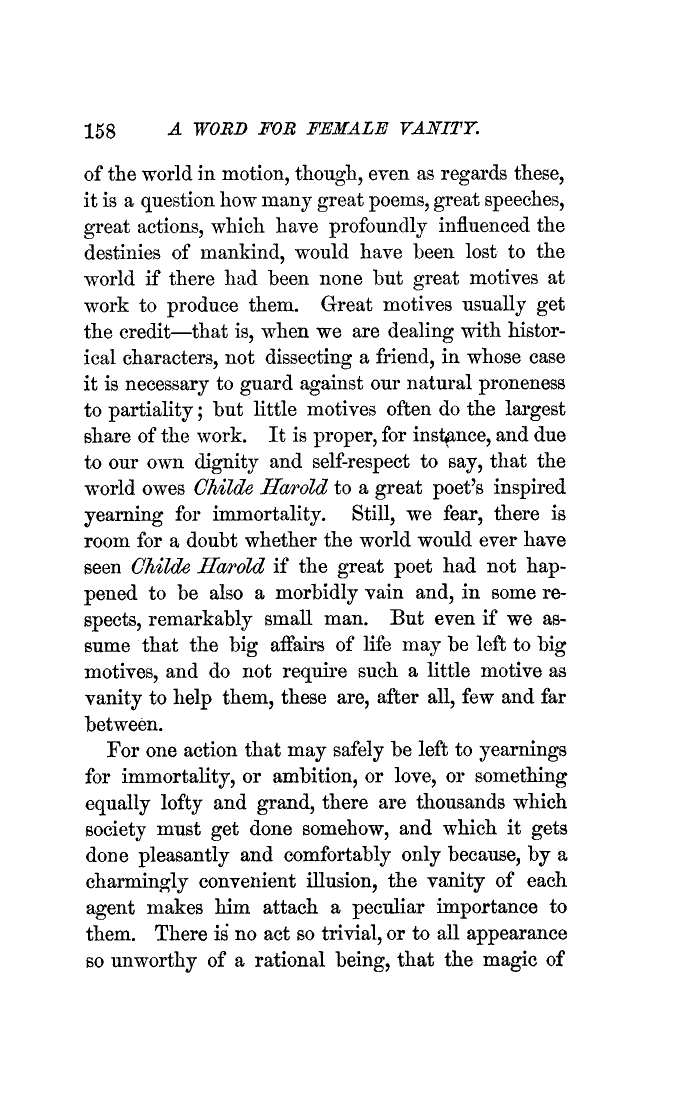 158 A WORD FOR FEMALE VANITY.
of the world in motion, though, even as regards these,
it is a question how many great poems, great speeches,
great actions, which have profoundly influenced the
destinies of mankind, would have been lost to the
world if there had been none but great motives at
work to produce them. Great motives usually get
the credit—that is, when we are dealing with histor-
ical characters, not dissecting a friend, in whose case
it is necessary to guard against our natural proneness
to partiality; but little motives often do the largest
share of the work. It is proper, for instance, and due
to our own dignity and self-respect to say, that the
world owes Childe Harold to a great poet's inspired
yearning for immortality. Still, we fear, there is
room for a doubt whether the world would ever have
seen Childe Harold if the great poet had not hap-
pened to be also a morbidly vain and, in some re-
spects, remarkably small man. But even if we as-
sume that the big affairs of life may be left to big
motives, and do not require such a little motive as
vanity to help them, these are, after all, few and far
between.
For one action that may safely be left to yearnings
for immortality, or ambition, or love, or something
equally lofty and grand, there are thousands which
society must get done somehow, and which it gets
done pleasantly and comfortably only because, by a
charmingly convenient illusion, the vanity of each
agent makes him attach a peculiar importance to
them. There is no act so trivial, or to all appearance
so unworthy of a rational being, that the magic of